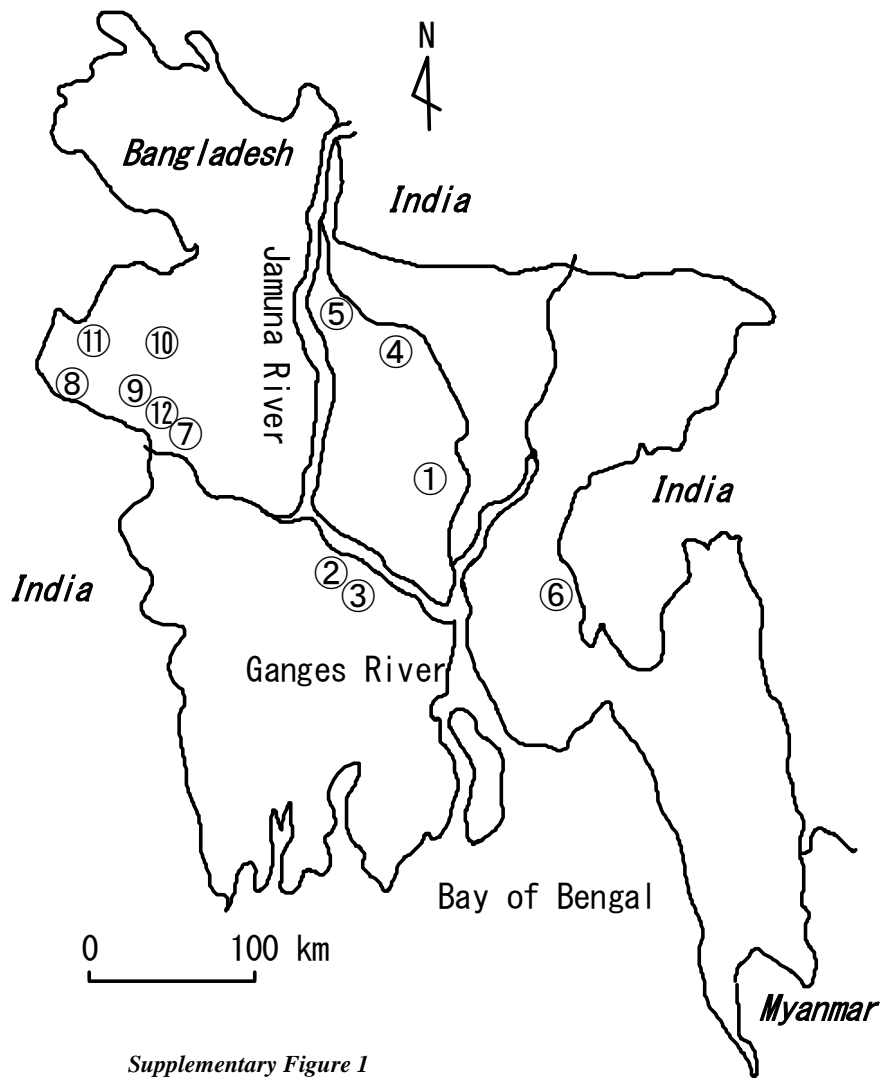 N
Bangladesh
India
Jamuna River
⑤
⑪
⑩
④
⑧
⑨
⑫
⑦
①
India
②
③
⑥
India
Ganges River
Bay of Bengal
0 100 km
Myanmar
Supplementary Figure 1